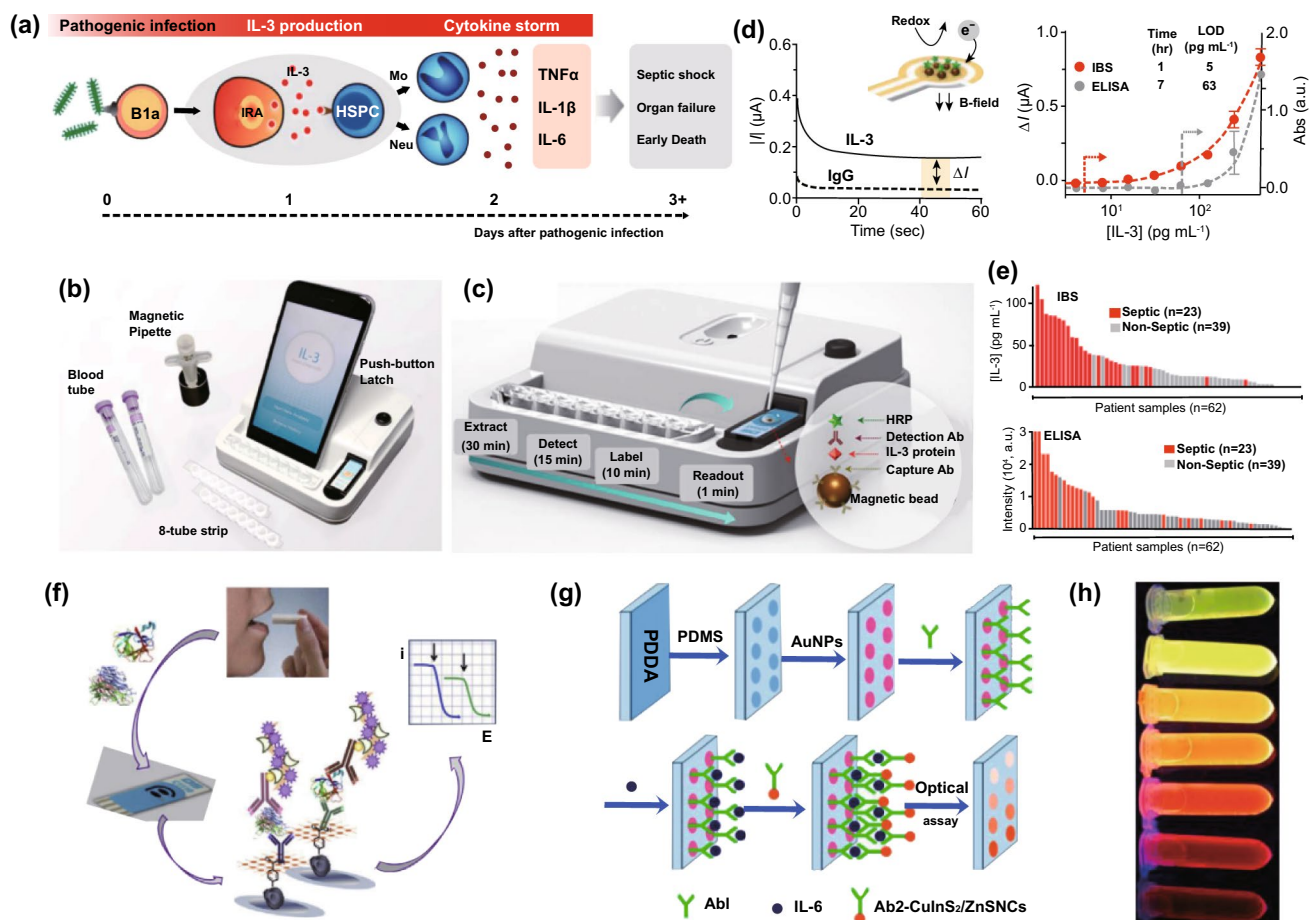 (a)
Pathogenic infection
IL-3 production
Cytokine storm
B1a
IRA
IL-3
HSPC
Mo
Neu
TNFα
IL-1β
IL-6
Septic shock
Organ failure
Early Death
0
1
2
3+
Days after pathogenic infection
(b)
Magnetic
Pipette
Blood
tube
IL-3
Push-button
Latch
8-tube strip
(c)
Extract
(30 min)
Detect
(15 min)
Label
(10 min)
Readout
(1 min)
HRP
Detection Ab
IL-3 protein
Capture Ab
Magnetic bead
(d)
Redox
e⁻
B-field
|I| (μA)
0.6
0.4
0.2
0.0
IL-3
IgG
ΔI
0
20
40
60
Time (sec)
Time
(hr)
LOD
(pg mL⁻¹)
IBS 1 5
ELISA 7 63
ΔI (μA)
1.0
0.5
0.0
Abs (a.u.)
2.0
1.0
0.0
10¹
10²
[IL-3] (pg mL⁻¹)
(e)
IBS
Septic (n=23)
Non-Septic (n=39)
[IL-3] (pg mL⁻¹)
100
50
0
Patient samples (n=62)
ELISA
Septic (n=23)
Non-Septic (n=39)
Intensity (10⁴, a.u.)
3
2
1
0
Patient samples (n=62)
(f)
i
E
(g)
PDDA
PDMS
AuNPs
Optical
assay
AbI
IL-6
Ab2-CuInS₂/ZnSNCs
(h)